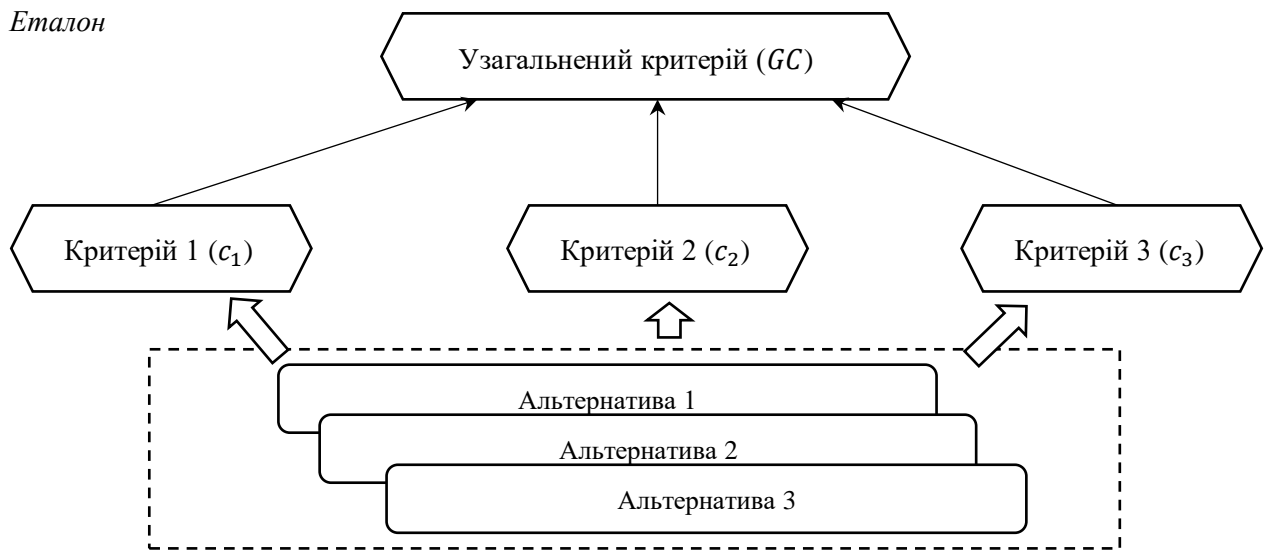 Еталон
Узагальнений критерій (𝐺𝐶)
Критерій 1 (𝑐₁)
Критерій 2 (𝑐₂)
Критерій 3 (𝑐₃)
Альтернатива 1
Альтернатива 2
Альтернатива 3